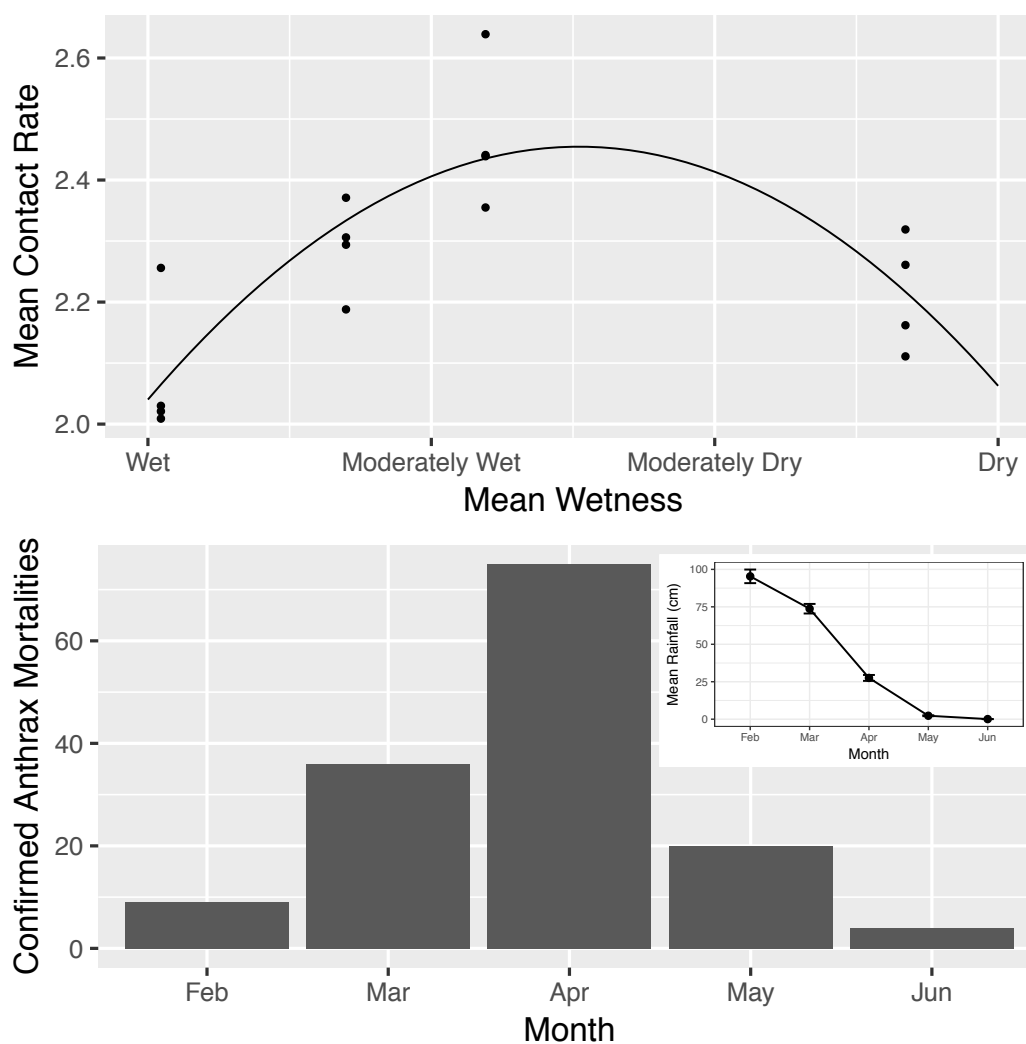 Mean Contact Rate
2.6
2.4
2.2
2.0
Wet
Moderately Wet
Moderately Dry
Dry
Mean Wetness
Confirmed Anthrax Mortalities
60
40
20
0
Feb
Mar
Apr
May
Jun
Month
Mean Rainfall (cm)
100
75
50
25
0
Feb
Mar
Apr
May
Jun
Month